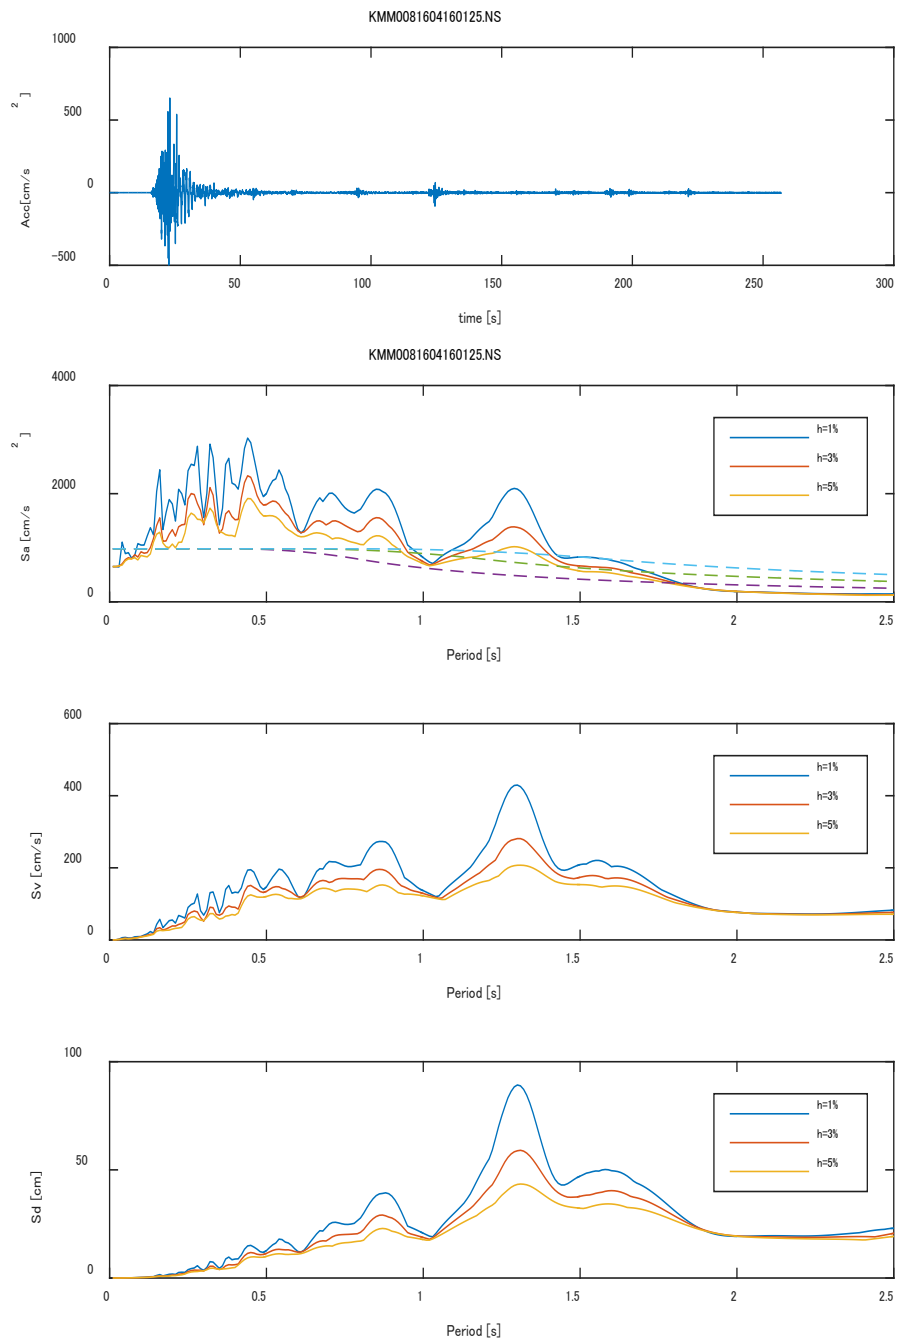 KMM0081604160125.NS
1000
500
0
-500
Acc[cm/s2]
0 50 100 150 200 250 300
time [s]
KMM0081604160125.NS
4000
2000
0
Sa [cm/s2]
h=1%
h=3%
h=5%
0 0.5 1 1.5 2 2.5
Period [s]
600
400
200
0
Sv [cm/s]
h=1%
h=3%
h=5%
0 0.5 1 1.5 2 2.5
Period [s]
100
50
0
Sd [cm]
h=1%
h=3%
h=5%
0 0.5 1 1.5 2 2.5
Period [s]